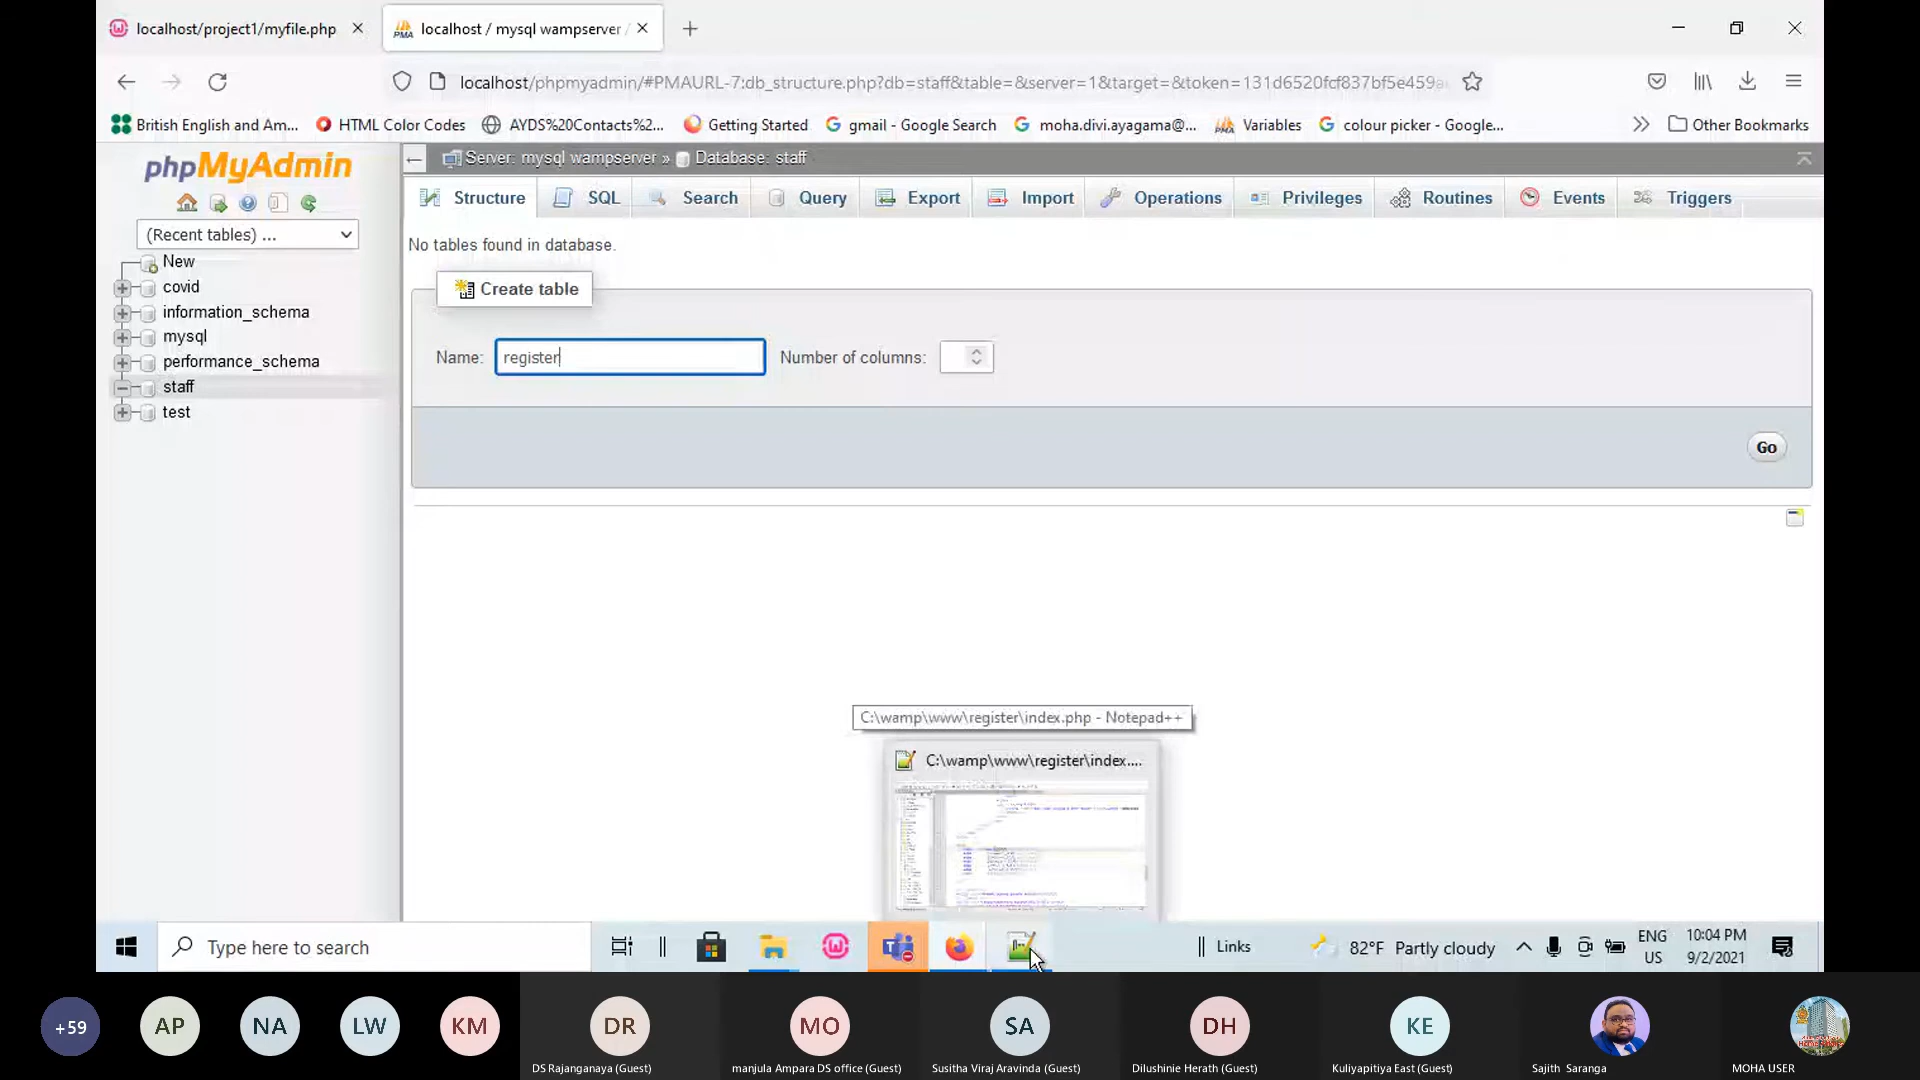 localhost/project1/myfile.php
localhost / mysql wampserver /
localhost/phpmyadmin/#PMAURL-7:db_structure.php?db=staff&table=&server=1&target=&token=131d6520fcf837bf5e459a
British English and Am...
HTML Color Codes
AYDS%20Contacts%2...
Getting Started
gmail - Google Search
moha.divi.ayagama@...
Variables
colour picker - Google...
Other Bookmarks
phpMyAdmin
Server: mysql wampserver » Database: staff
Structure
SQL
Search
Query
Export
Import
Operations
Privileges
Routines
Events
Triggers
(Recent tables) ...
New
covid
information_schema
mysql
performance_schema
staff
test
No tables found in database.
Create table
Name: register
Number of columns:
Go
C:\wamp\www\register\index.php - Notepad++
C:\wamp\www\register\index....
Type here to search
Links
82°F Partly cloudy
ENG
US
10:04 PM
9/2/2021
+59
AP
NA
LW
KM
DR
MO
SA
DH
KE
DS Rajanganaya (Guest)
manjula Ampara DS office (Guest)
Susitha Viraj Aravinda (Guest)
Dilushinie Herath (Guest)
Kuliyapitiya East (Guest)
Sajith Saranga
MOHA USER